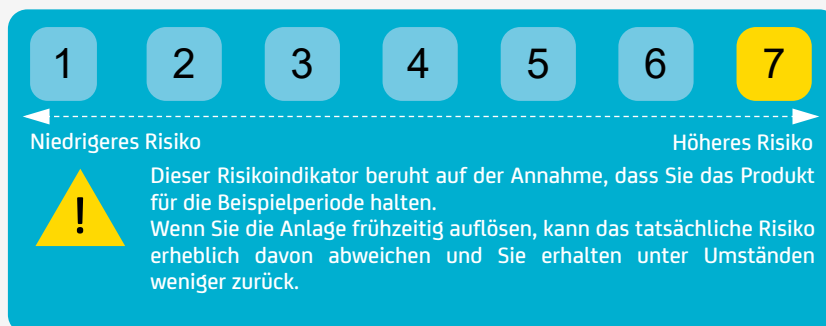 1 2 3 4 5 6 7
Niedrigeres Risiko Höheres Risiko
!
Dieser Risikoindikator beruht auf der Annahme, dass Sie das Produkt
für die Beispielperiode halten.
Wenn Sie die Anlage frühzeitig auflösen, kann das tatsächliche Risiko
erheblich davon abweichen und Sie erhalten unter Umständen
weniger zurück.